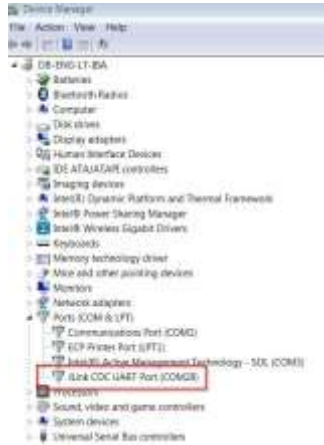 Device Manager
File Action View Help
Batteries
Bluetooth Radios
Computer
Disk drives
Display adapters
Human Interface Devices
IDE ATA/ATAPI controllers
Imaging devices
Intel(R) Dynamic Platform and Thermal Framework
Intel® Power Sharing Manager
Intel® Wireless Gigabit Drivers
Keyboards
Memory technology driver
Mice and other pointing devices
Monitors
Network adapters
Ports (COM & LPT)
Communications Port (COM1)
ECP Printer Port (LPT1)
Intel(R) Active Management Technology - SOL (COM3)
JLink CDC UART Port (COM28)
Processors
Sound, video and game controllers
System devices
Universal Serial Bus controllers